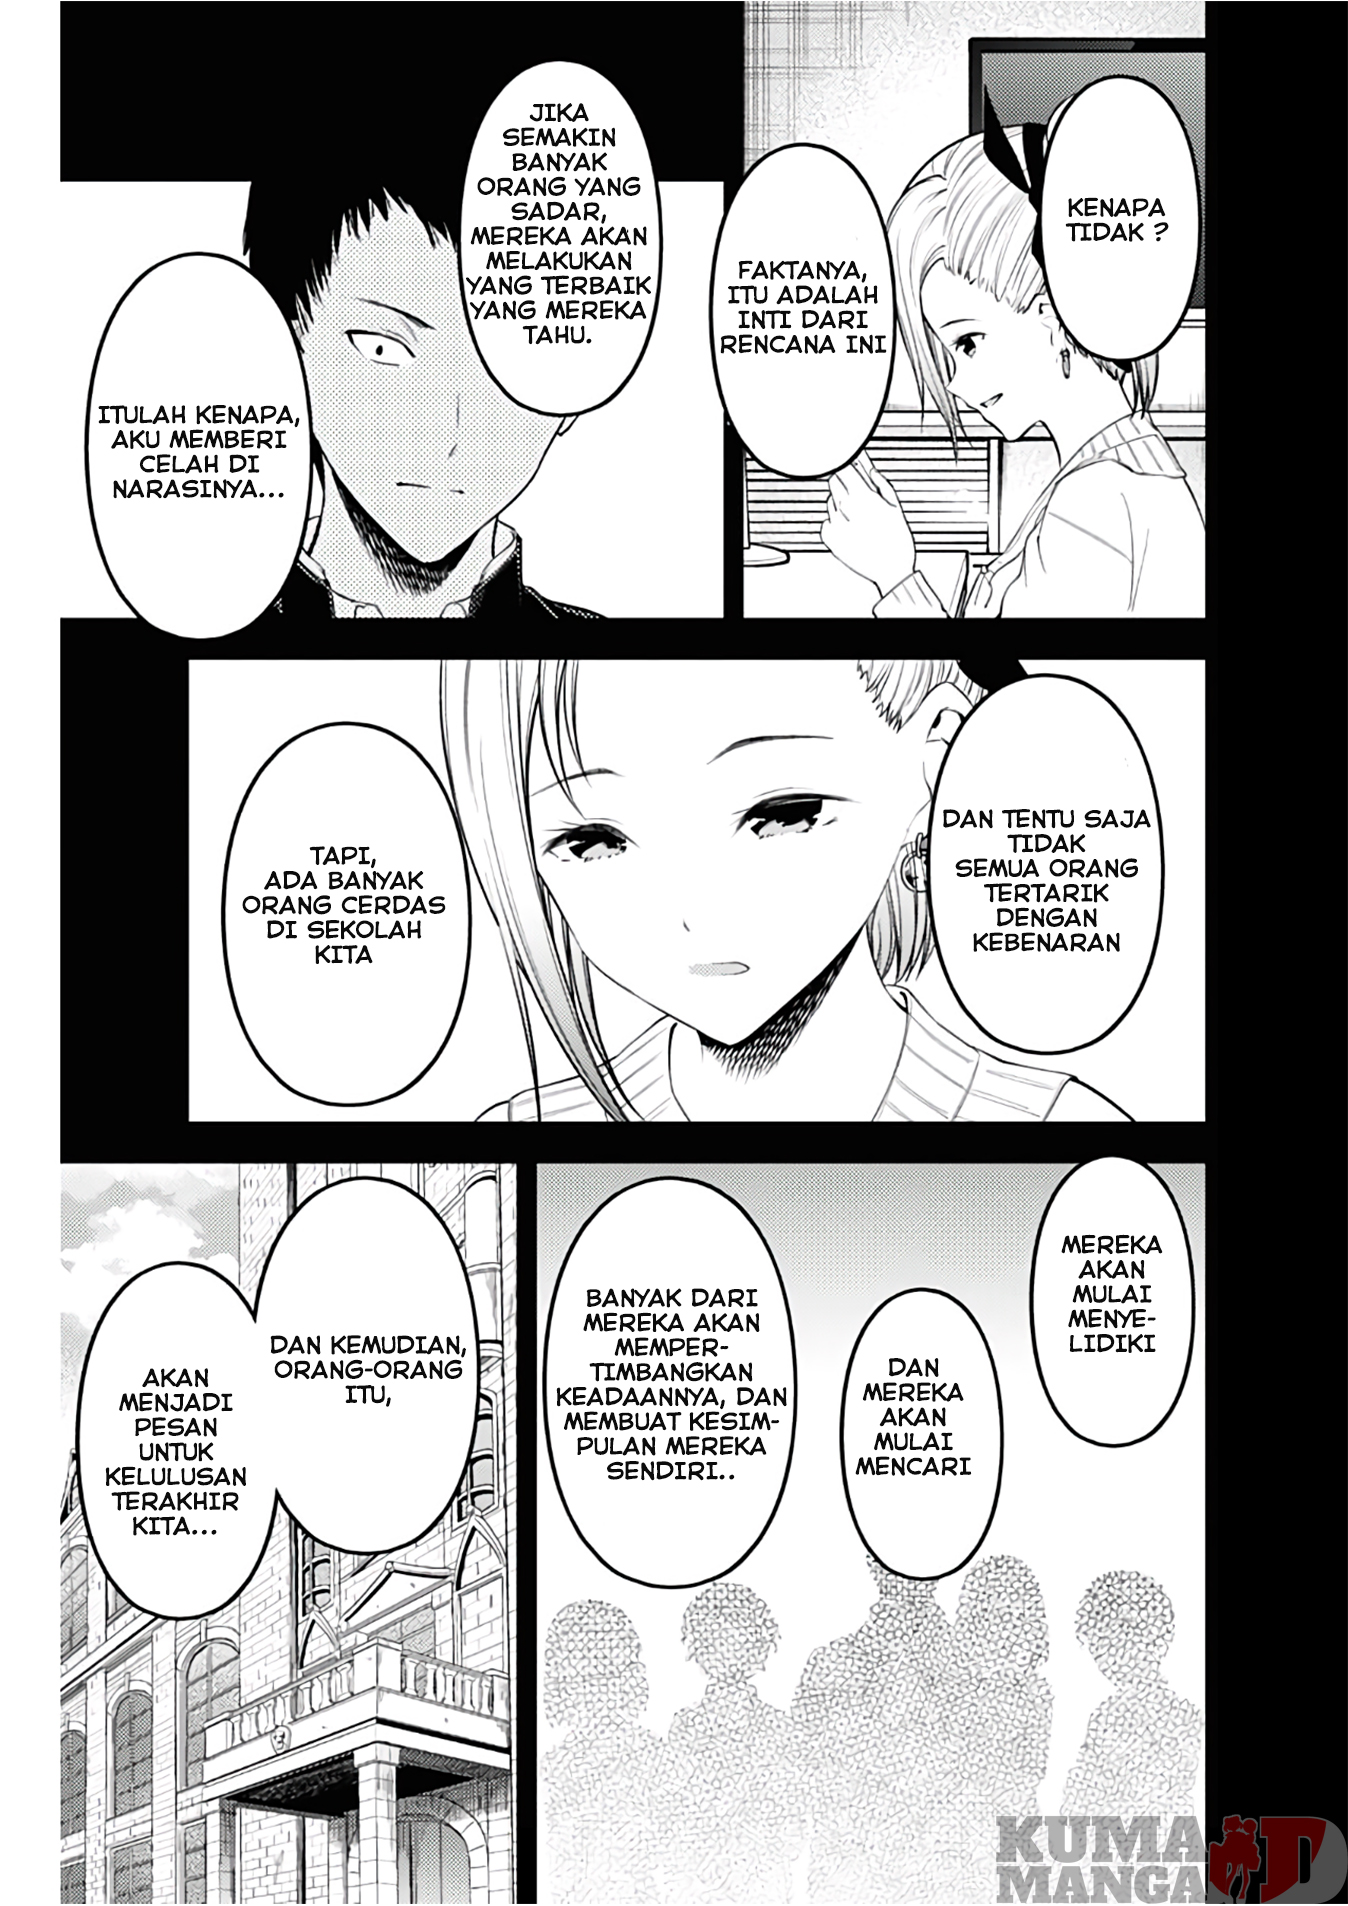 KENAPA
TIDAK ?
FAKTANYA,
ITU ADALAH
INTI DARI
RENCANA INI
JIKA
SEMAKIN
BANYAK
ORANG YANG
SADAR,
MEREKA AKAN
MELAKUKAN
YANG TERBAIK
YANG MEREKA
TAHU.
ITULAH KENAPA,
AKU MEMBERI
CELAH DI
NARASINYA...
DAN TENTU SAJA
TIDAK
SEMUA ORANG
TERTARIK
DENGAN
KEBENARAN
TAPI,
ADA BANYAK
ORANG CERDAS
DI SEKOLAH
KITA
MEREKA
AKAN
MULAI
MENYE-
LIDIKI
DAN
MEREKA
AKAN
MULAI
MENCARI
BANYAK DARI
MEREKA AKAN
MEMPER-
TIMBANGKAN
KEADAANNYA, DAN
MEMBUAT KESIM-
PULAN MEREKA
SENDIRI..
DAN KEMUDIAN,
ORANG-ORANG
ITU,
AKAN
MENJADI
PESAN
UNTUK
KELULUSAN
TERAKHIR
KITA...
KUMA
MANGA
ID